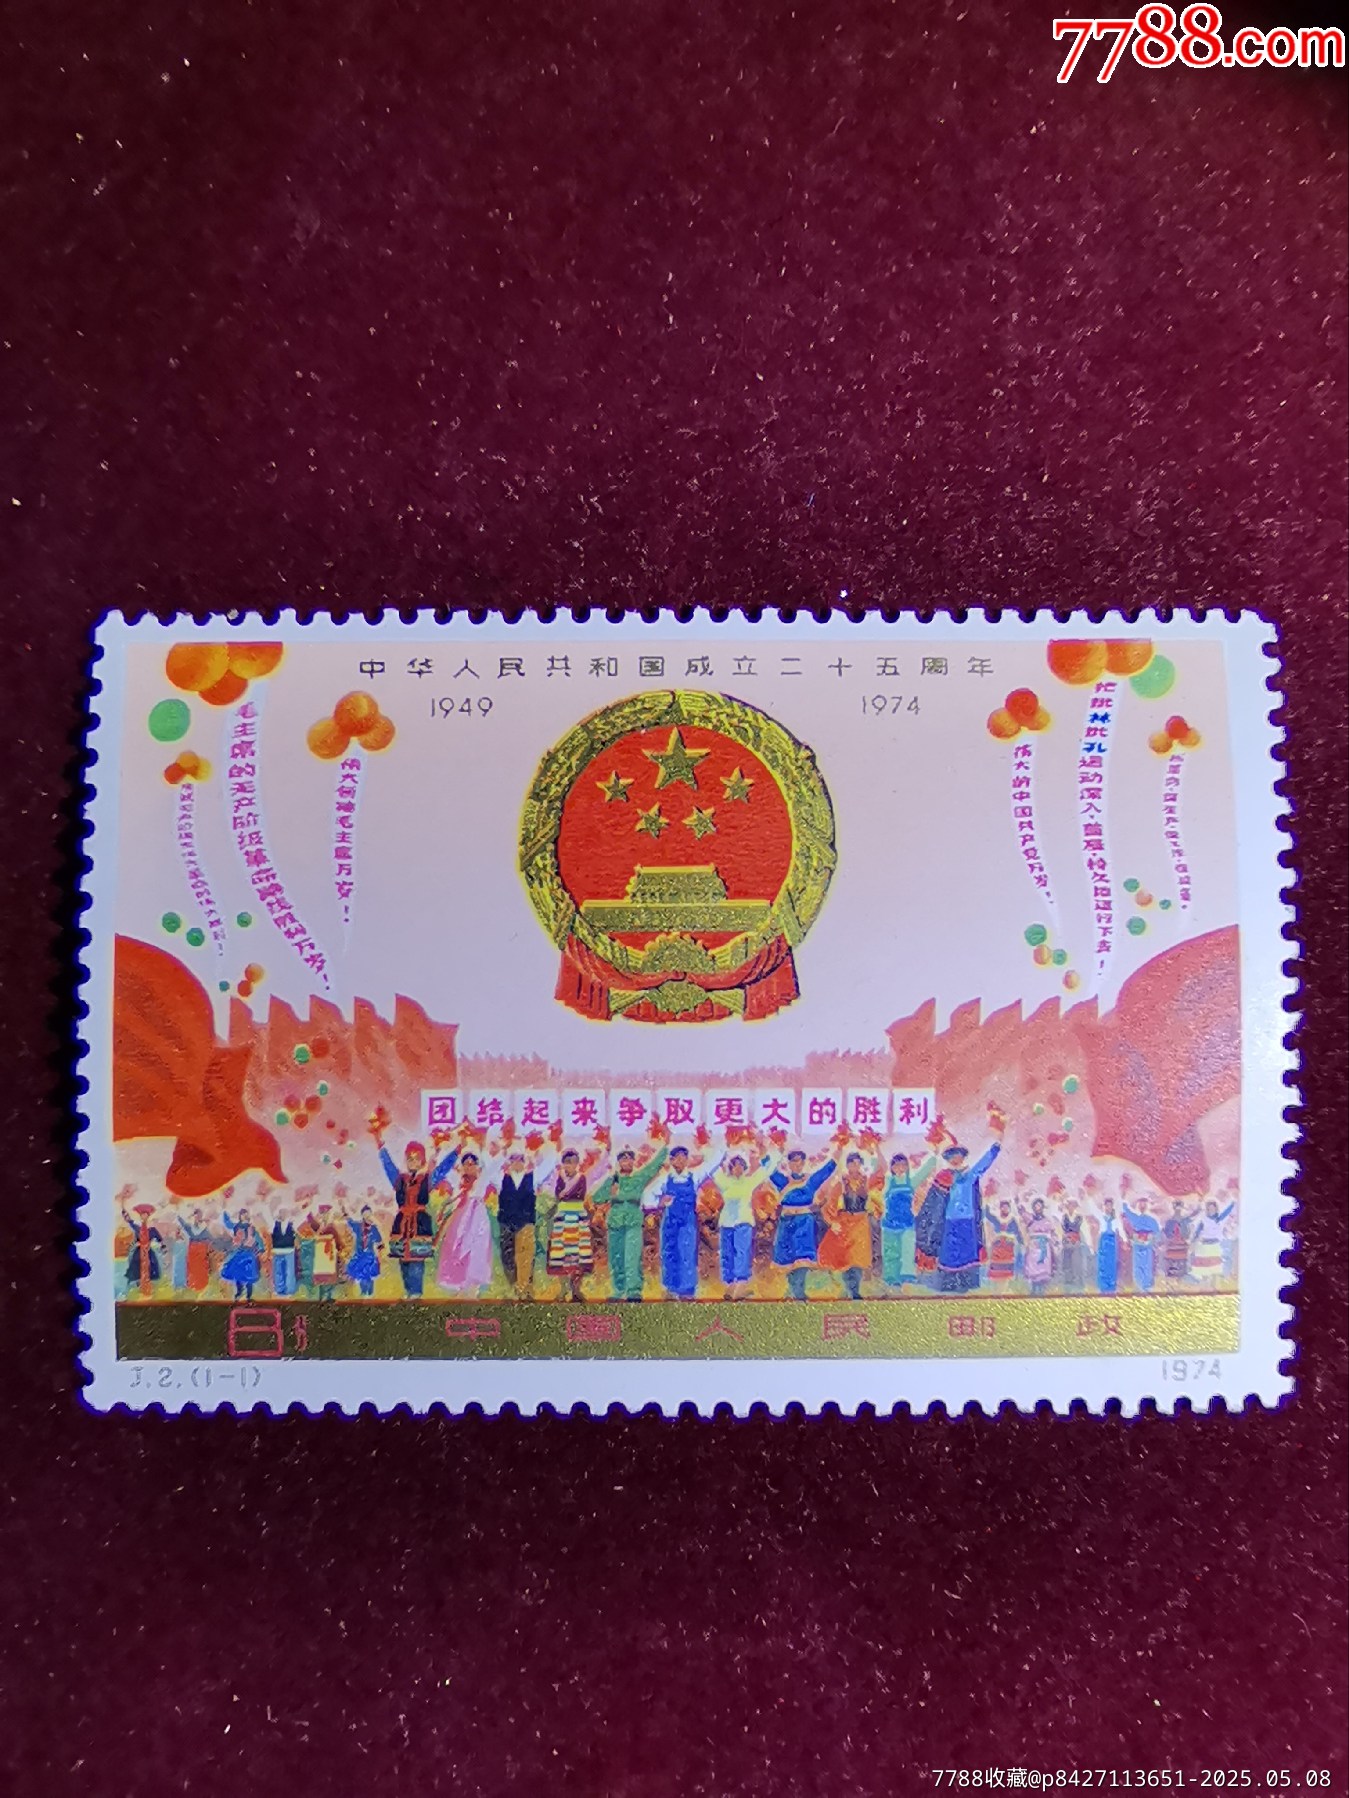 7788.com
中华人民共和国成立二十五周年
1949
1974
毛主席的无产阶级革命路线胜利万岁！
伟大领袖毛主席万岁！
伟大的中国共产党万岁！
把批林批孔运动深入、普及、持久地进行下去！
团结起来争取更大的胜利
8分 中国人民邮政
J.2.(1-1)
1974
7788收藏@p8427113651-2025.05.08